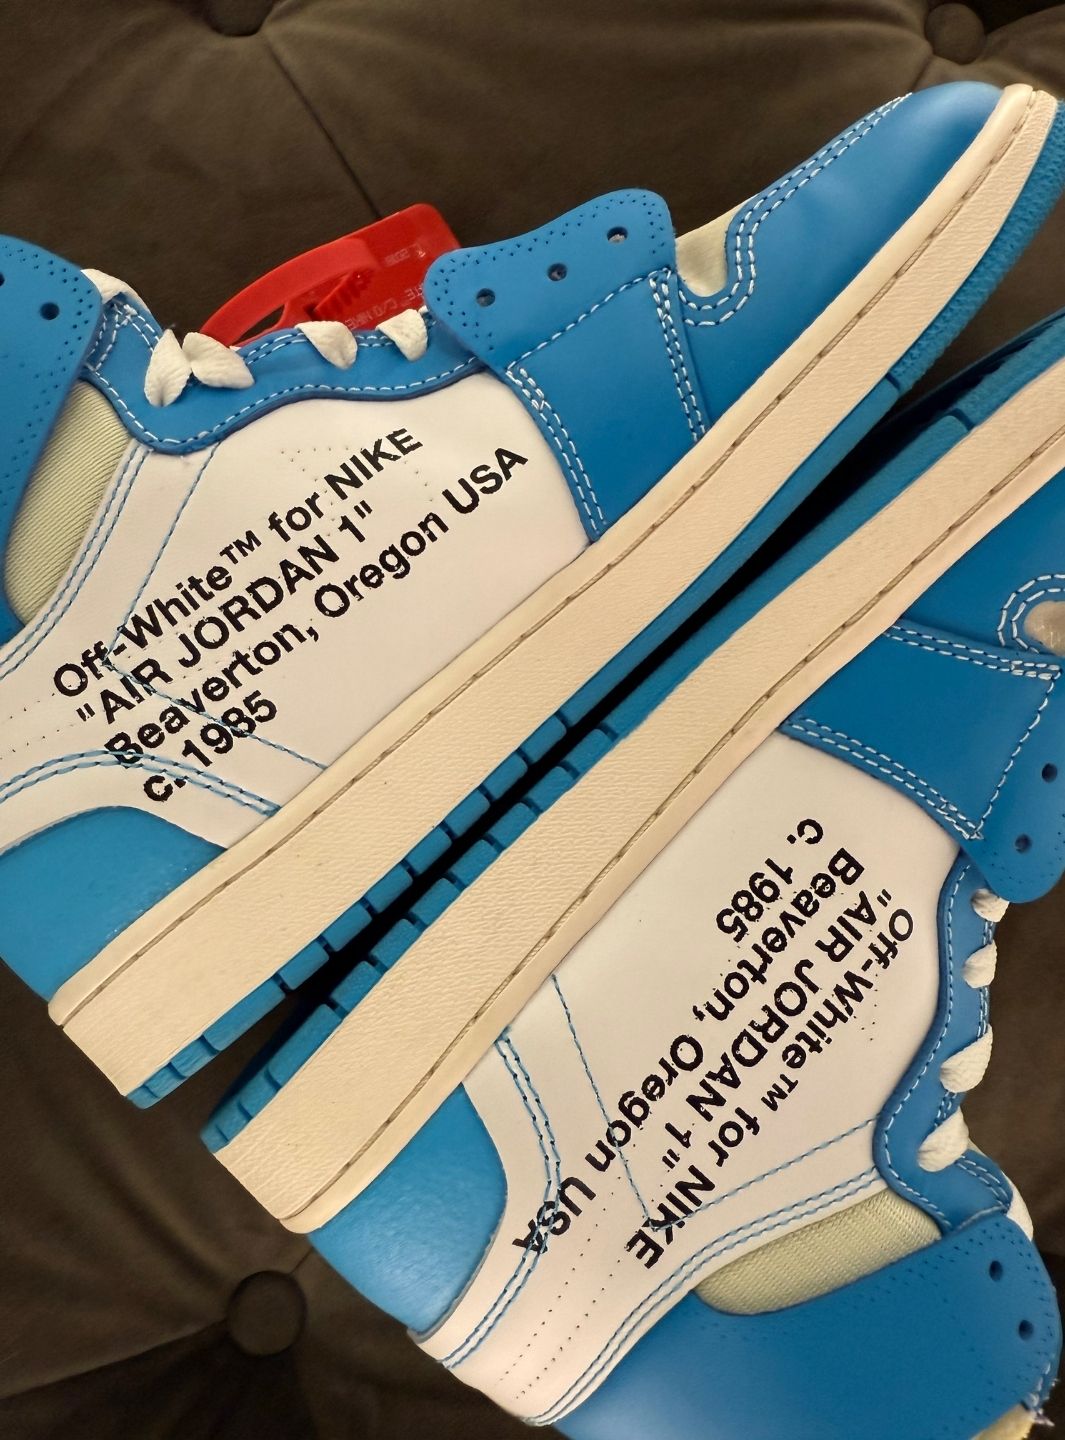 Off-White™ for NIKE
"AIR JORDAN 1"
Beaverton, Oregon USA
c. 1985
Off-White™ for NIKE
"AIR JORDAN 1"
Beaverton, Oregon USA
c. 1985
C/O NIKE